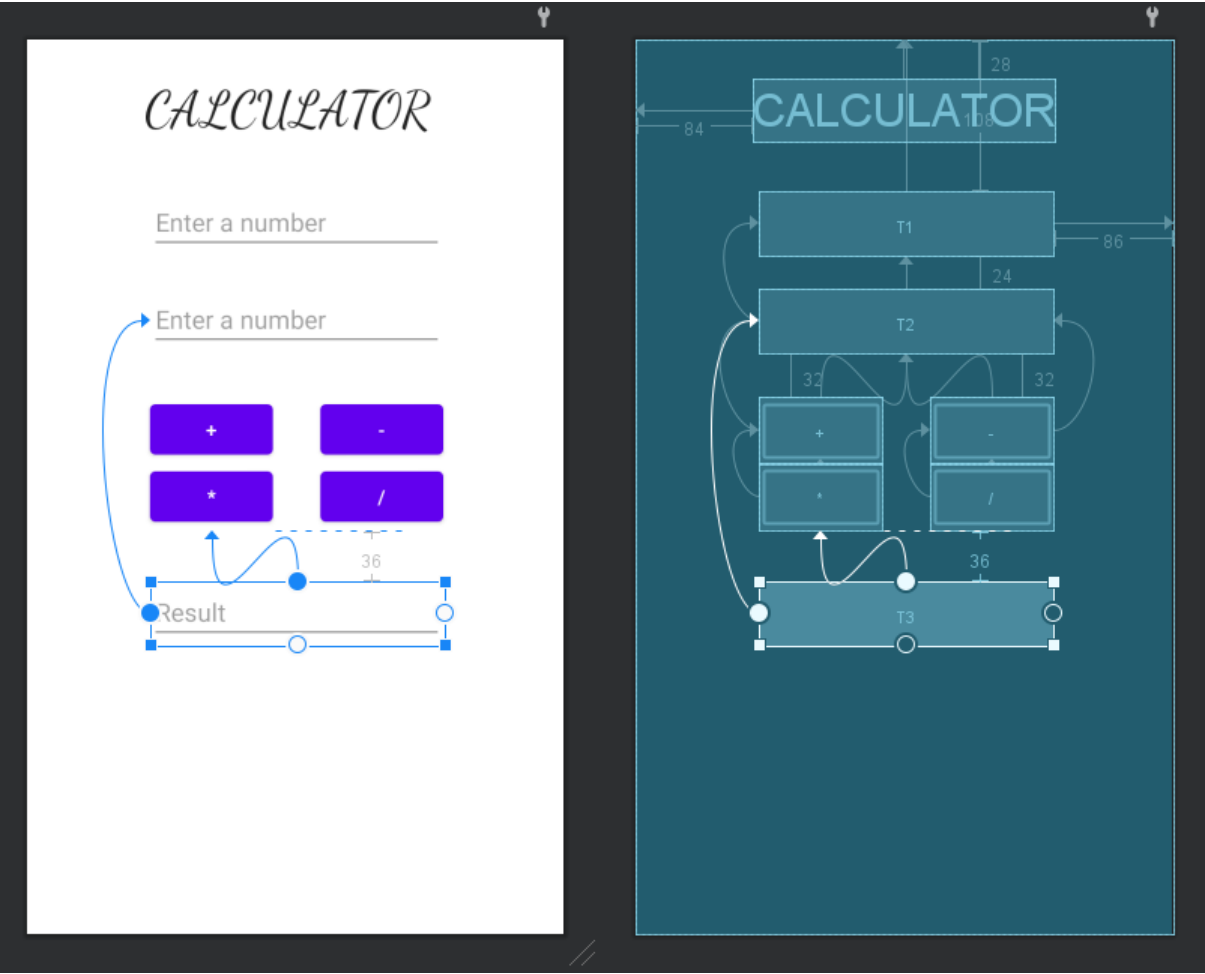 CALCULATOR
Enter a number
Enter a number
+ -
* /
36
Result
28
CALCULATOR
84
108
T1
86
24
T2
32 32
+ -
* /
36
T3